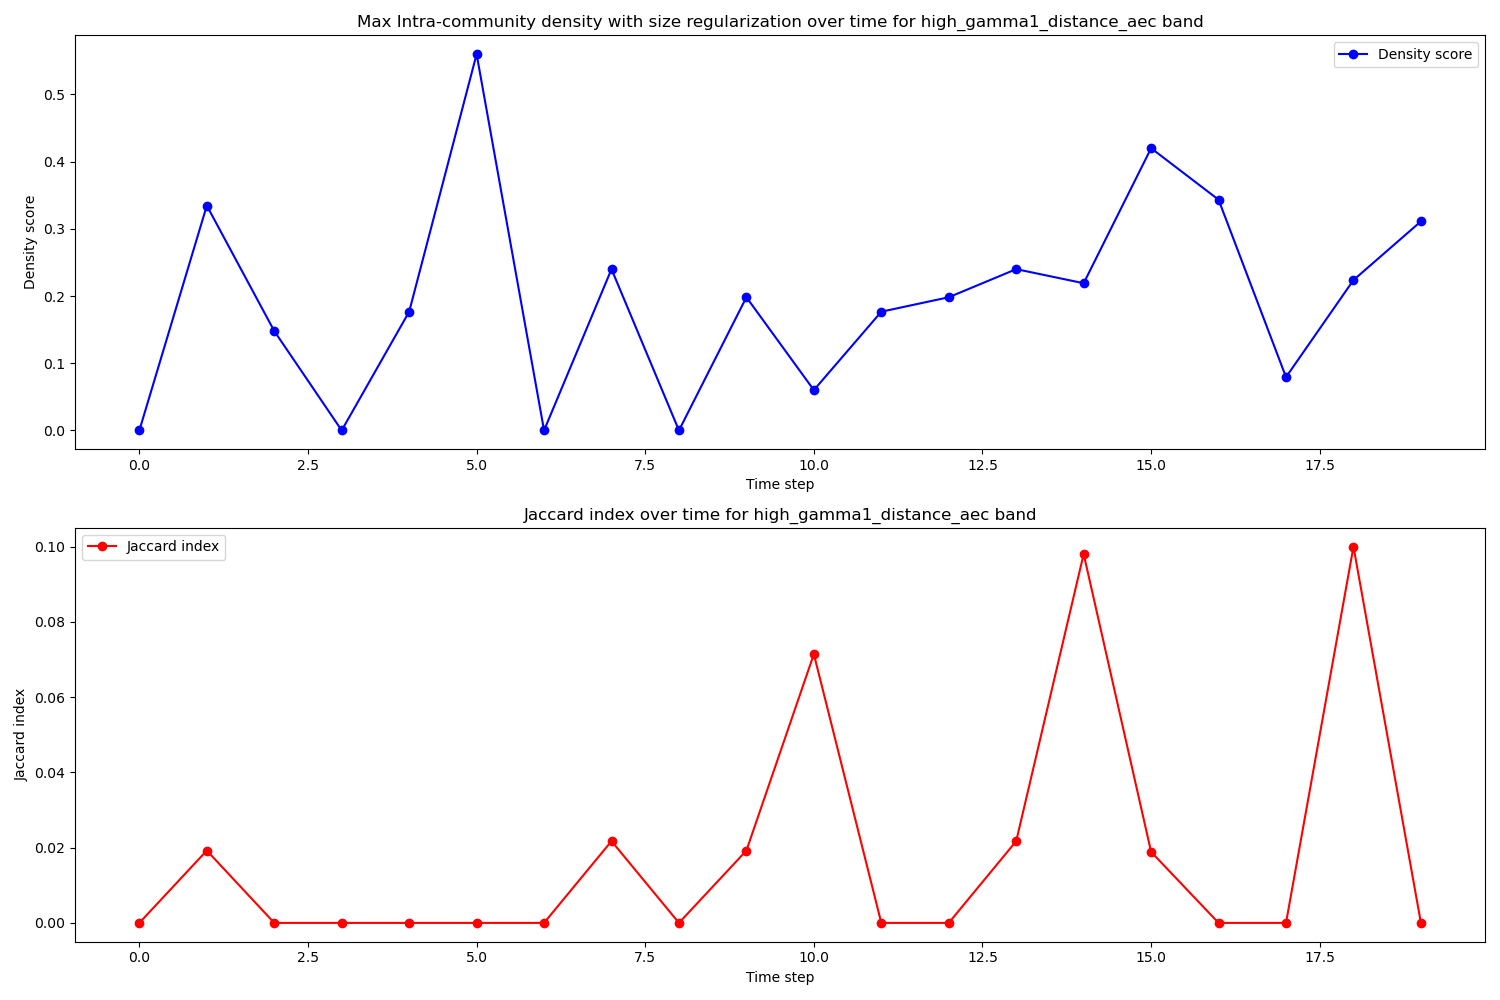 Max Intra-community density with size regularization over time for high_gamma1_distance_aec band
Density score
Density score
0.5
0.4
0.3
0.2
0.1
0.0
0.0 2.5 5.0 7.5 10.0 12.5 15.0 17.5
Time step
Jaccard index over time for high_gamma1_distance_aec band
Jaccard index
Jaccard index
0.10
0.08
0.06
0.04
0.02
0.00
0.0 2.5 5.0 7.5 10.0 12.5 15.0 17.5
Time step